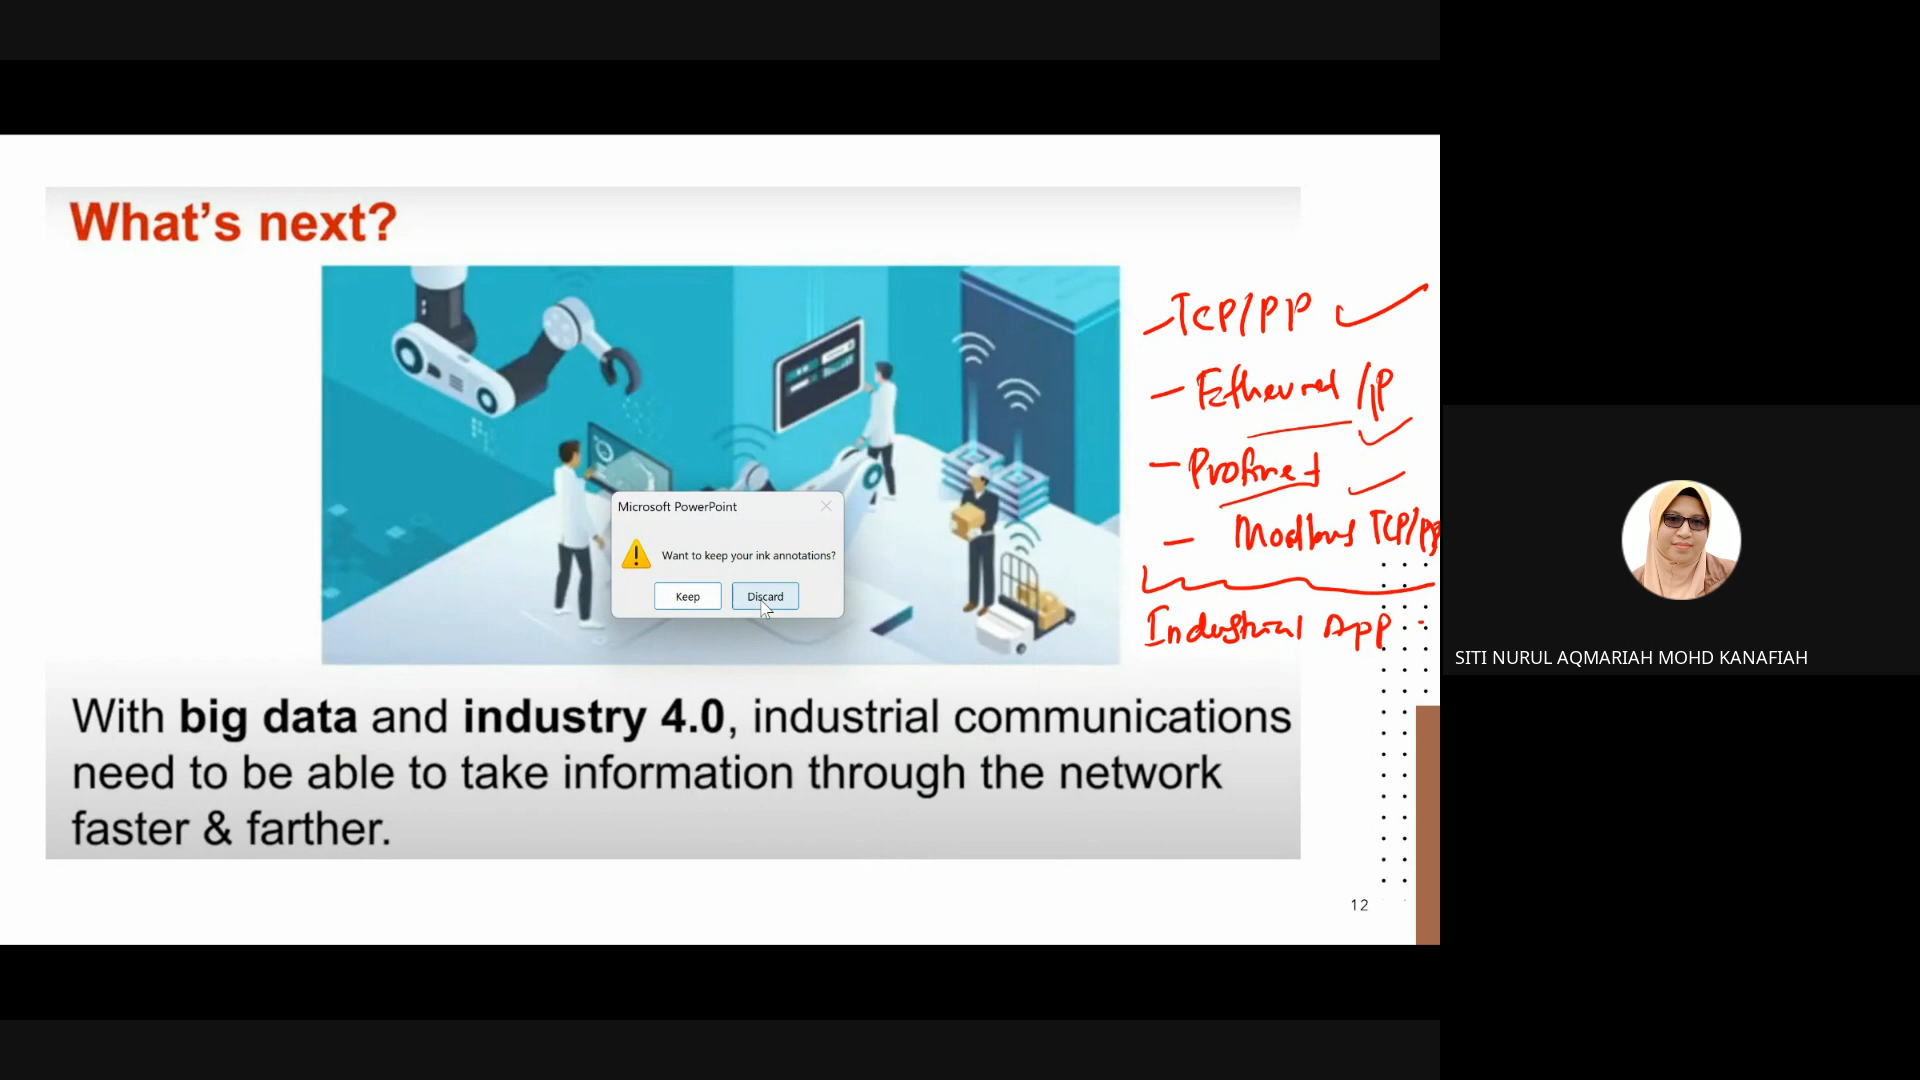 What's next?
TCP/PP
- Ethernet/IP
- Profinet
- Modbus TCP/
Industrial App
Microsoft PowerPoint
Want to keep your ink annotations?
Keep Discard
With big data and industry 4.0, industrial communications
need to be able to take information through the network
faster & farther.
12
SITI NURUL AQMARIAH MOHD KANAFIAH